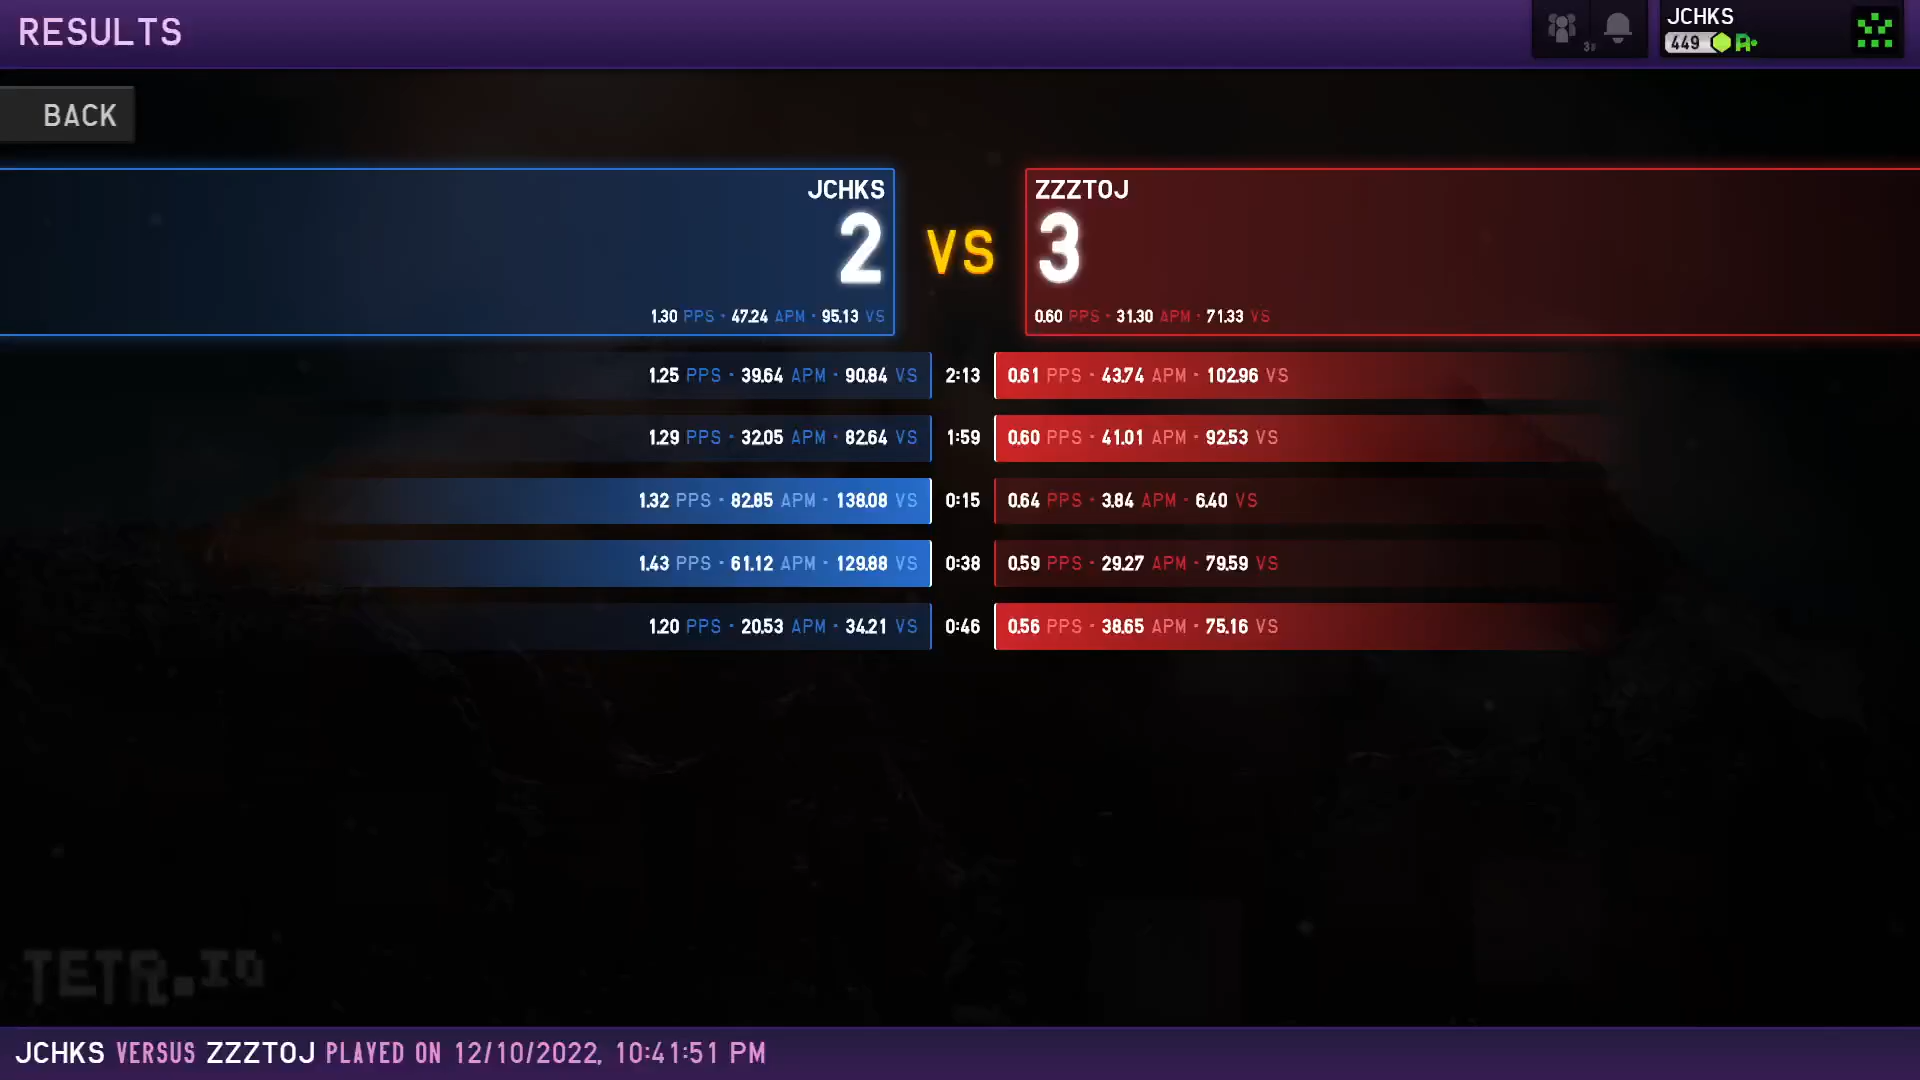 RESULTS
JCHKS
449
BACK
JCHKS
2
1.30 PPS · 47.24 APM · 95.13 VS
VS
ZZZTOJ
3
0.60 PPS · 31.30 APM · 71.33 VS
1.25 PPS · 39.64 APM · 90.84 VS 2:13 0.61 PPS · 43.74 APM · 102.96 VS
1.29 PPS · 32.05 APM · 82.64 VS 1:59 0.60 PPS · 41.01 APM · 92.53 VS
1.32 PPS · 82.85 APM · 138.08 VS 0:15 0.64 PPS · 3.84 APM · 6.40 VS
1.43 PPS · 61.12 APM · 129.88 VS 0:38 0.59 PPS · 29.27 APM · 79.59 VS
1.20 PPS · 20.53 APM · 34.21 VS 0:46 0.56 PPS · 38.65 APM · 75.16 VS
TETR.IO
JCHKS VERSUS ZZZTOJ PLAYED ON 12/10/2022, 10:41:51 PM